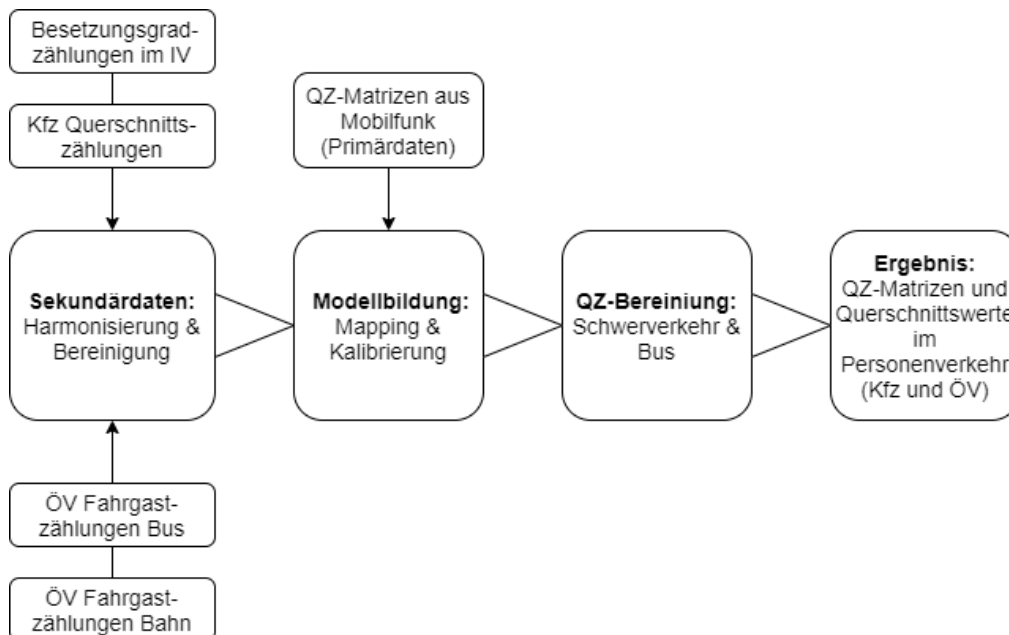 Besetzungsgrad-
zählungen im IV
Kfz Querschnitts-
zählungen
QZ-Matrizen aus
Mobilfunk
(Primärdaten)
Sekundärdaten:
Harmonisierung &
Bereinigung
Modellbildung:
Mapping &
Kalibrierung
QZ-Bereiniung:
Schwerverkehr &
Bus
Ergebnis:
QZ-Matrizen und
Querschnittswerte
im
Personenverkehr
(Kfz und ÖV)
ÖV Fahrgast-
zählungen Bus
ÖV Fahrgast-
zählungen Bahn